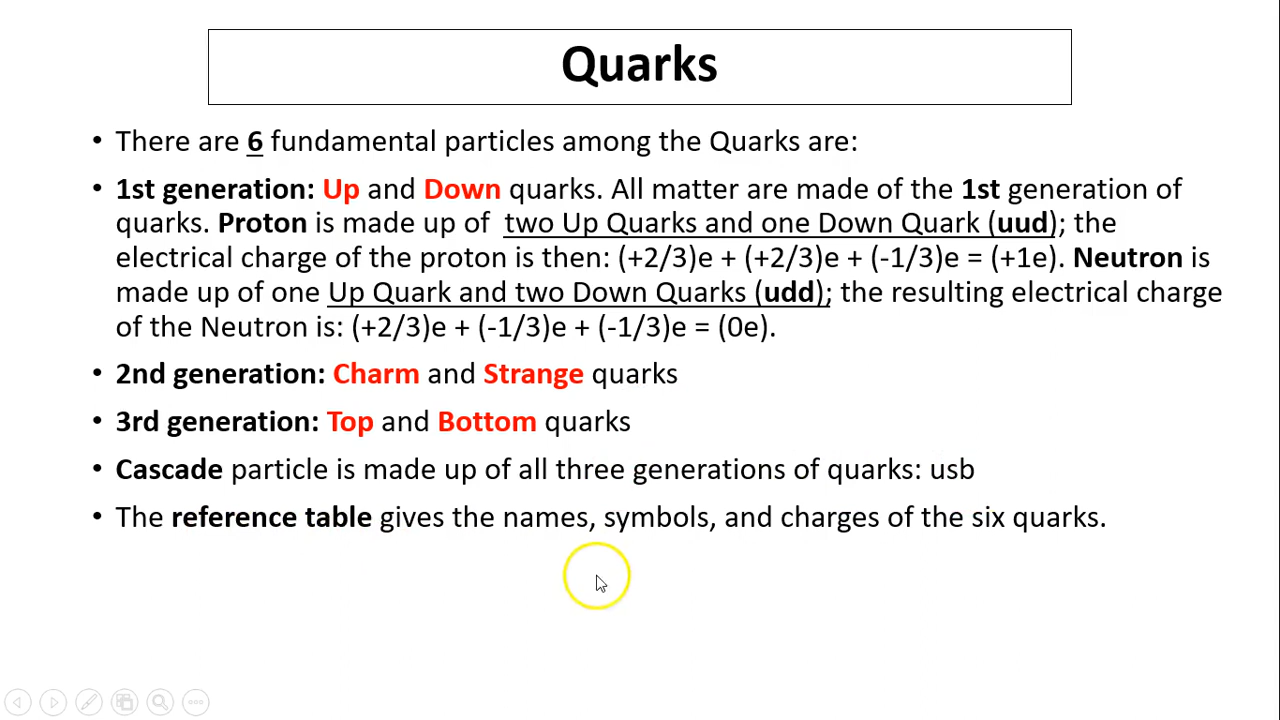 Quarks
• There are 6 fundamental particles among the Quarks are:
• 1st generation: Up and Down quarks. All matter are made of the 1st generation of
quarks. Proton is made up of two Up Quarks and one Down Quark (uud); the
electrical charge of the proton is then: (+2/3)e + (+2/3)e + (-1/3)e = (+1e). Neutron is
made up of one Up Quark and two Down Quarks (udd); the resulting electrical charge
of the Neutron is: (+2/3)e + (-1/3)e + (-1/3)e = (0e).
• 2nd generation: Charm and Strange quarks
• 3rd generation: Top and Bottom quarks
• Cascade particle is made up of all three generations of quarks: usb
• The reference table gives the names, symbols, and charges of the six quarks.